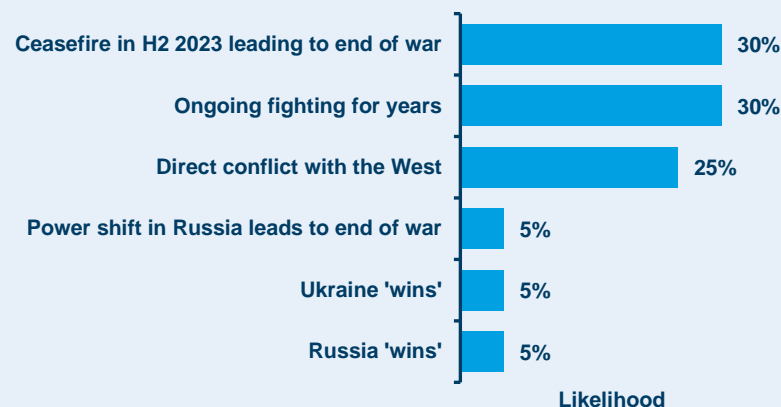 Ceasefire in H2 2023 leading to end of war 30%
Ongoing fighting for years 30%
Direct conflict with the West 25%
Power shift in Russia leads to end of war 5%
Ukraine 'wins' 5%
Russia 'wins' 5%
Likelihood